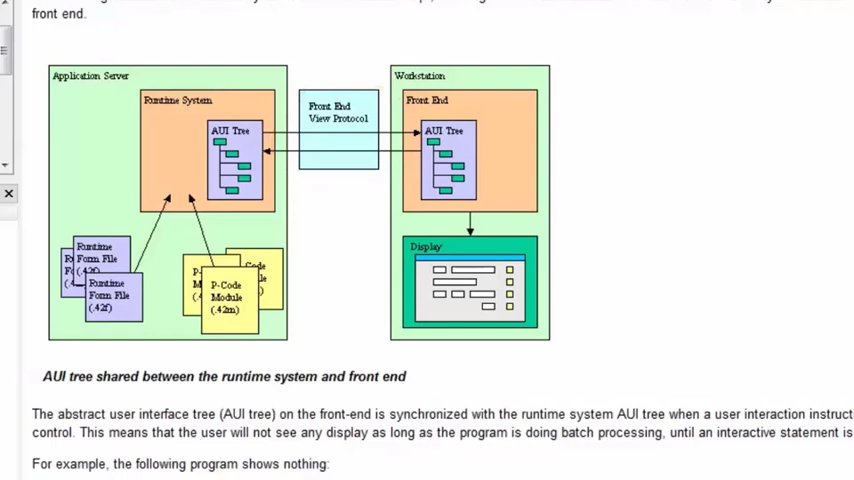 front end.
Application Server
Runtime System
AUI Tree
Front End
View Protocol
Workstation
Front End
AUI Tree
Display
Runtime
Form File
(.42f)
Runtime
Form File
(.42f)
P-Code
Module
(.42m)
AUI tree shared between the runtime system and front end
The abstract user interface tree (AUI tree) on the front-end is synchronized with the runtime system AUI tree when a user interaction instruct
control. This means that the user will not see any display as long as the program is doing batch processing, until an interactive statement is
For example, the following program shows nothing: